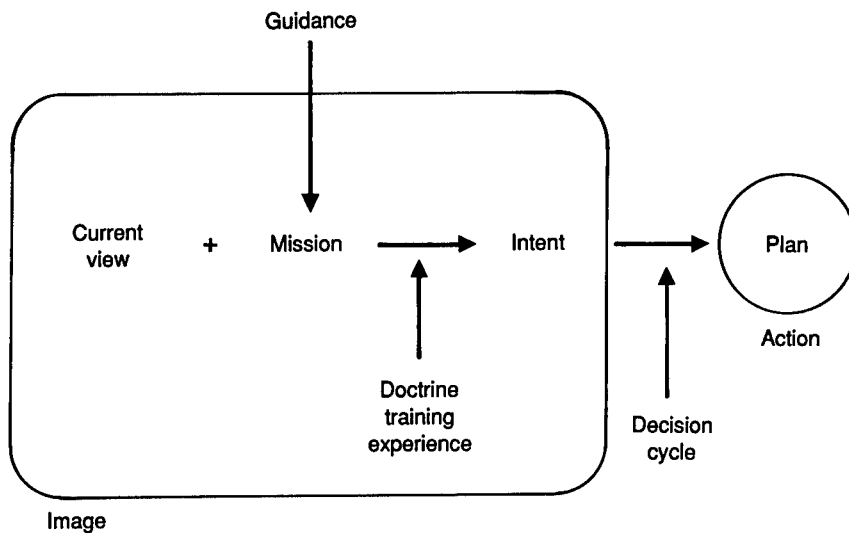 Guidance
Current
view
+
Mission
Intent
Plan
Action
Doctrine
training
experience
Decision
cycle
Image